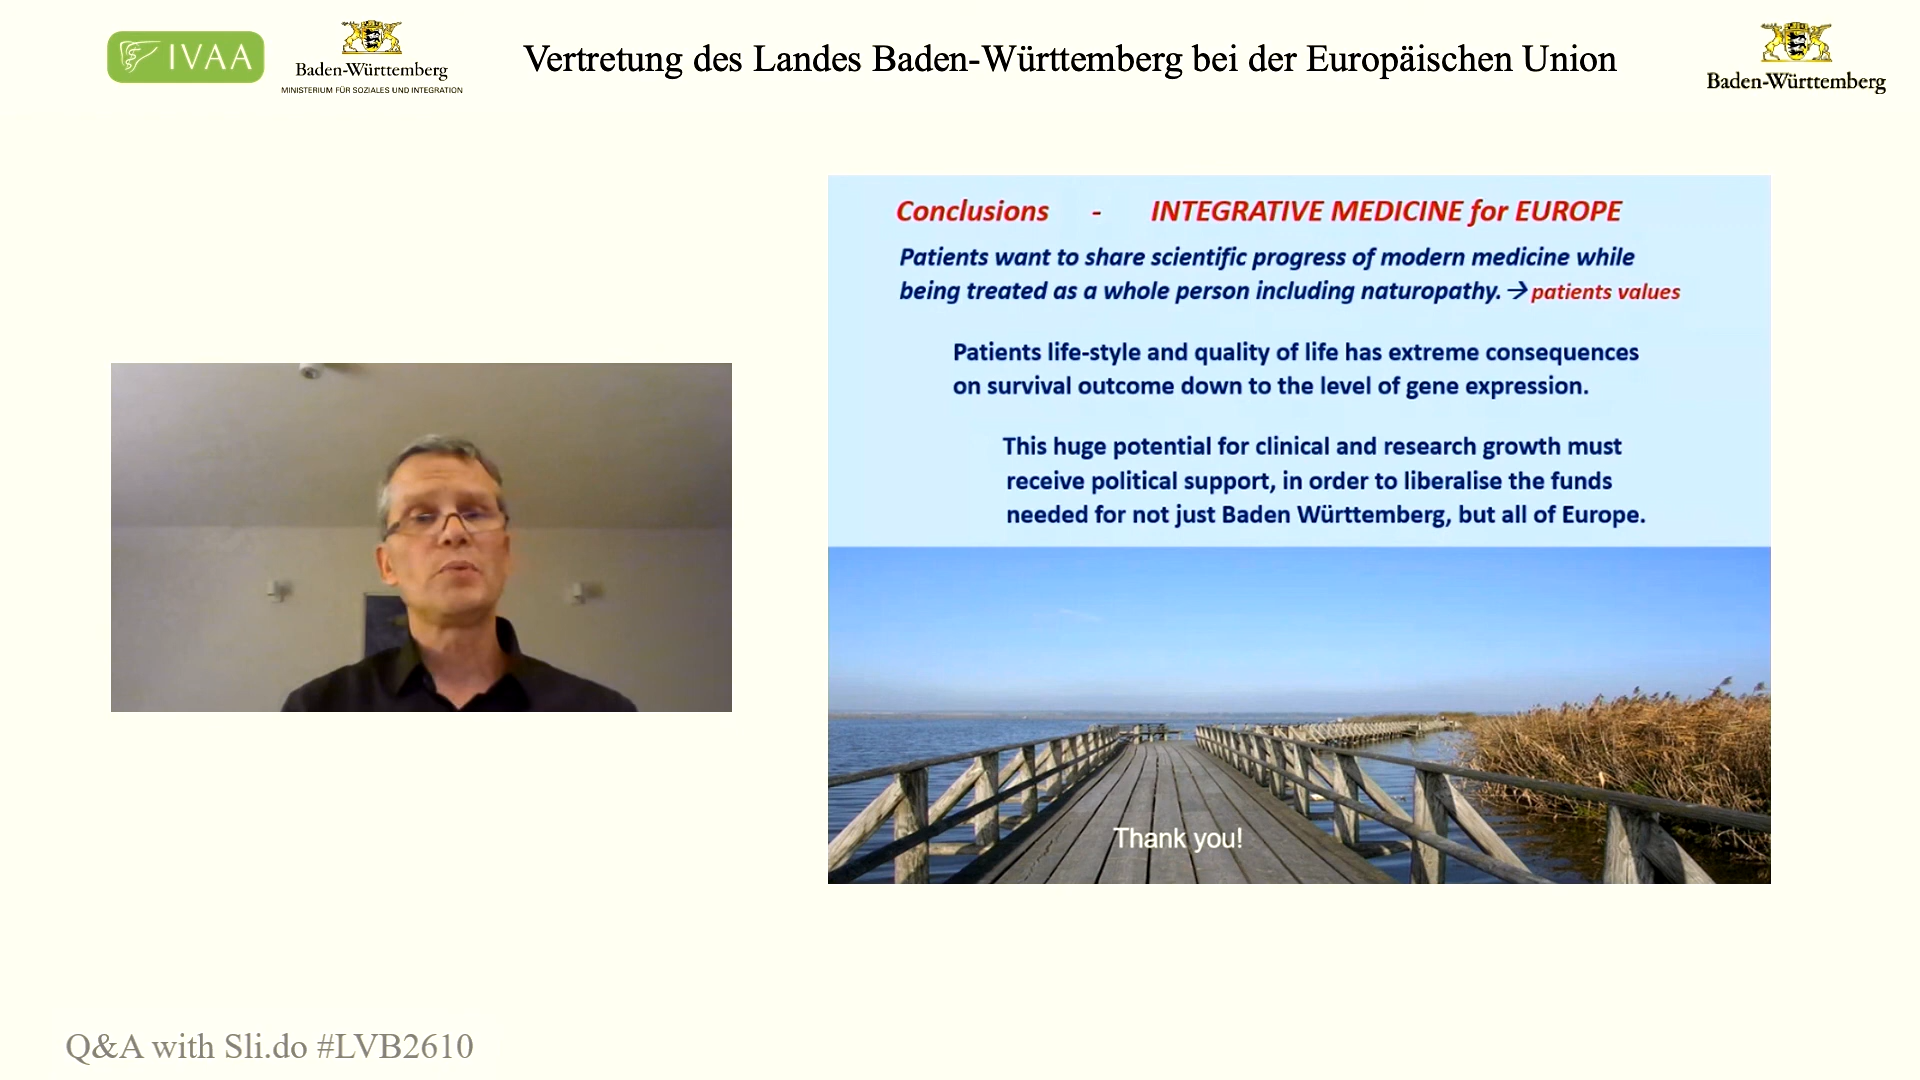 IVAA
Baden-Württemberg
MINISTERIUM FÜR SOZIALES UND INTEGRATION
Vertretung des Landes Baden-Württemberg bei der Europäischen Union
Baden-Württemberg
Conclusions - INTEGRATIVE MEDICINE for EUROPE
Patients want to share scientific progress of modern medicine while
being treated as a whole person including naturopathy. → patients values
Patients life-style and quality of life has extreme consequences
on survival outcome down to the level of gene expression.
This huge potential for clinical and research growth must
receive political support, in order to liberalise the funds
needed for not just Baden Württemberg, but all of Europe.
Thank you!
Q&A with Sli.do #LVB2610